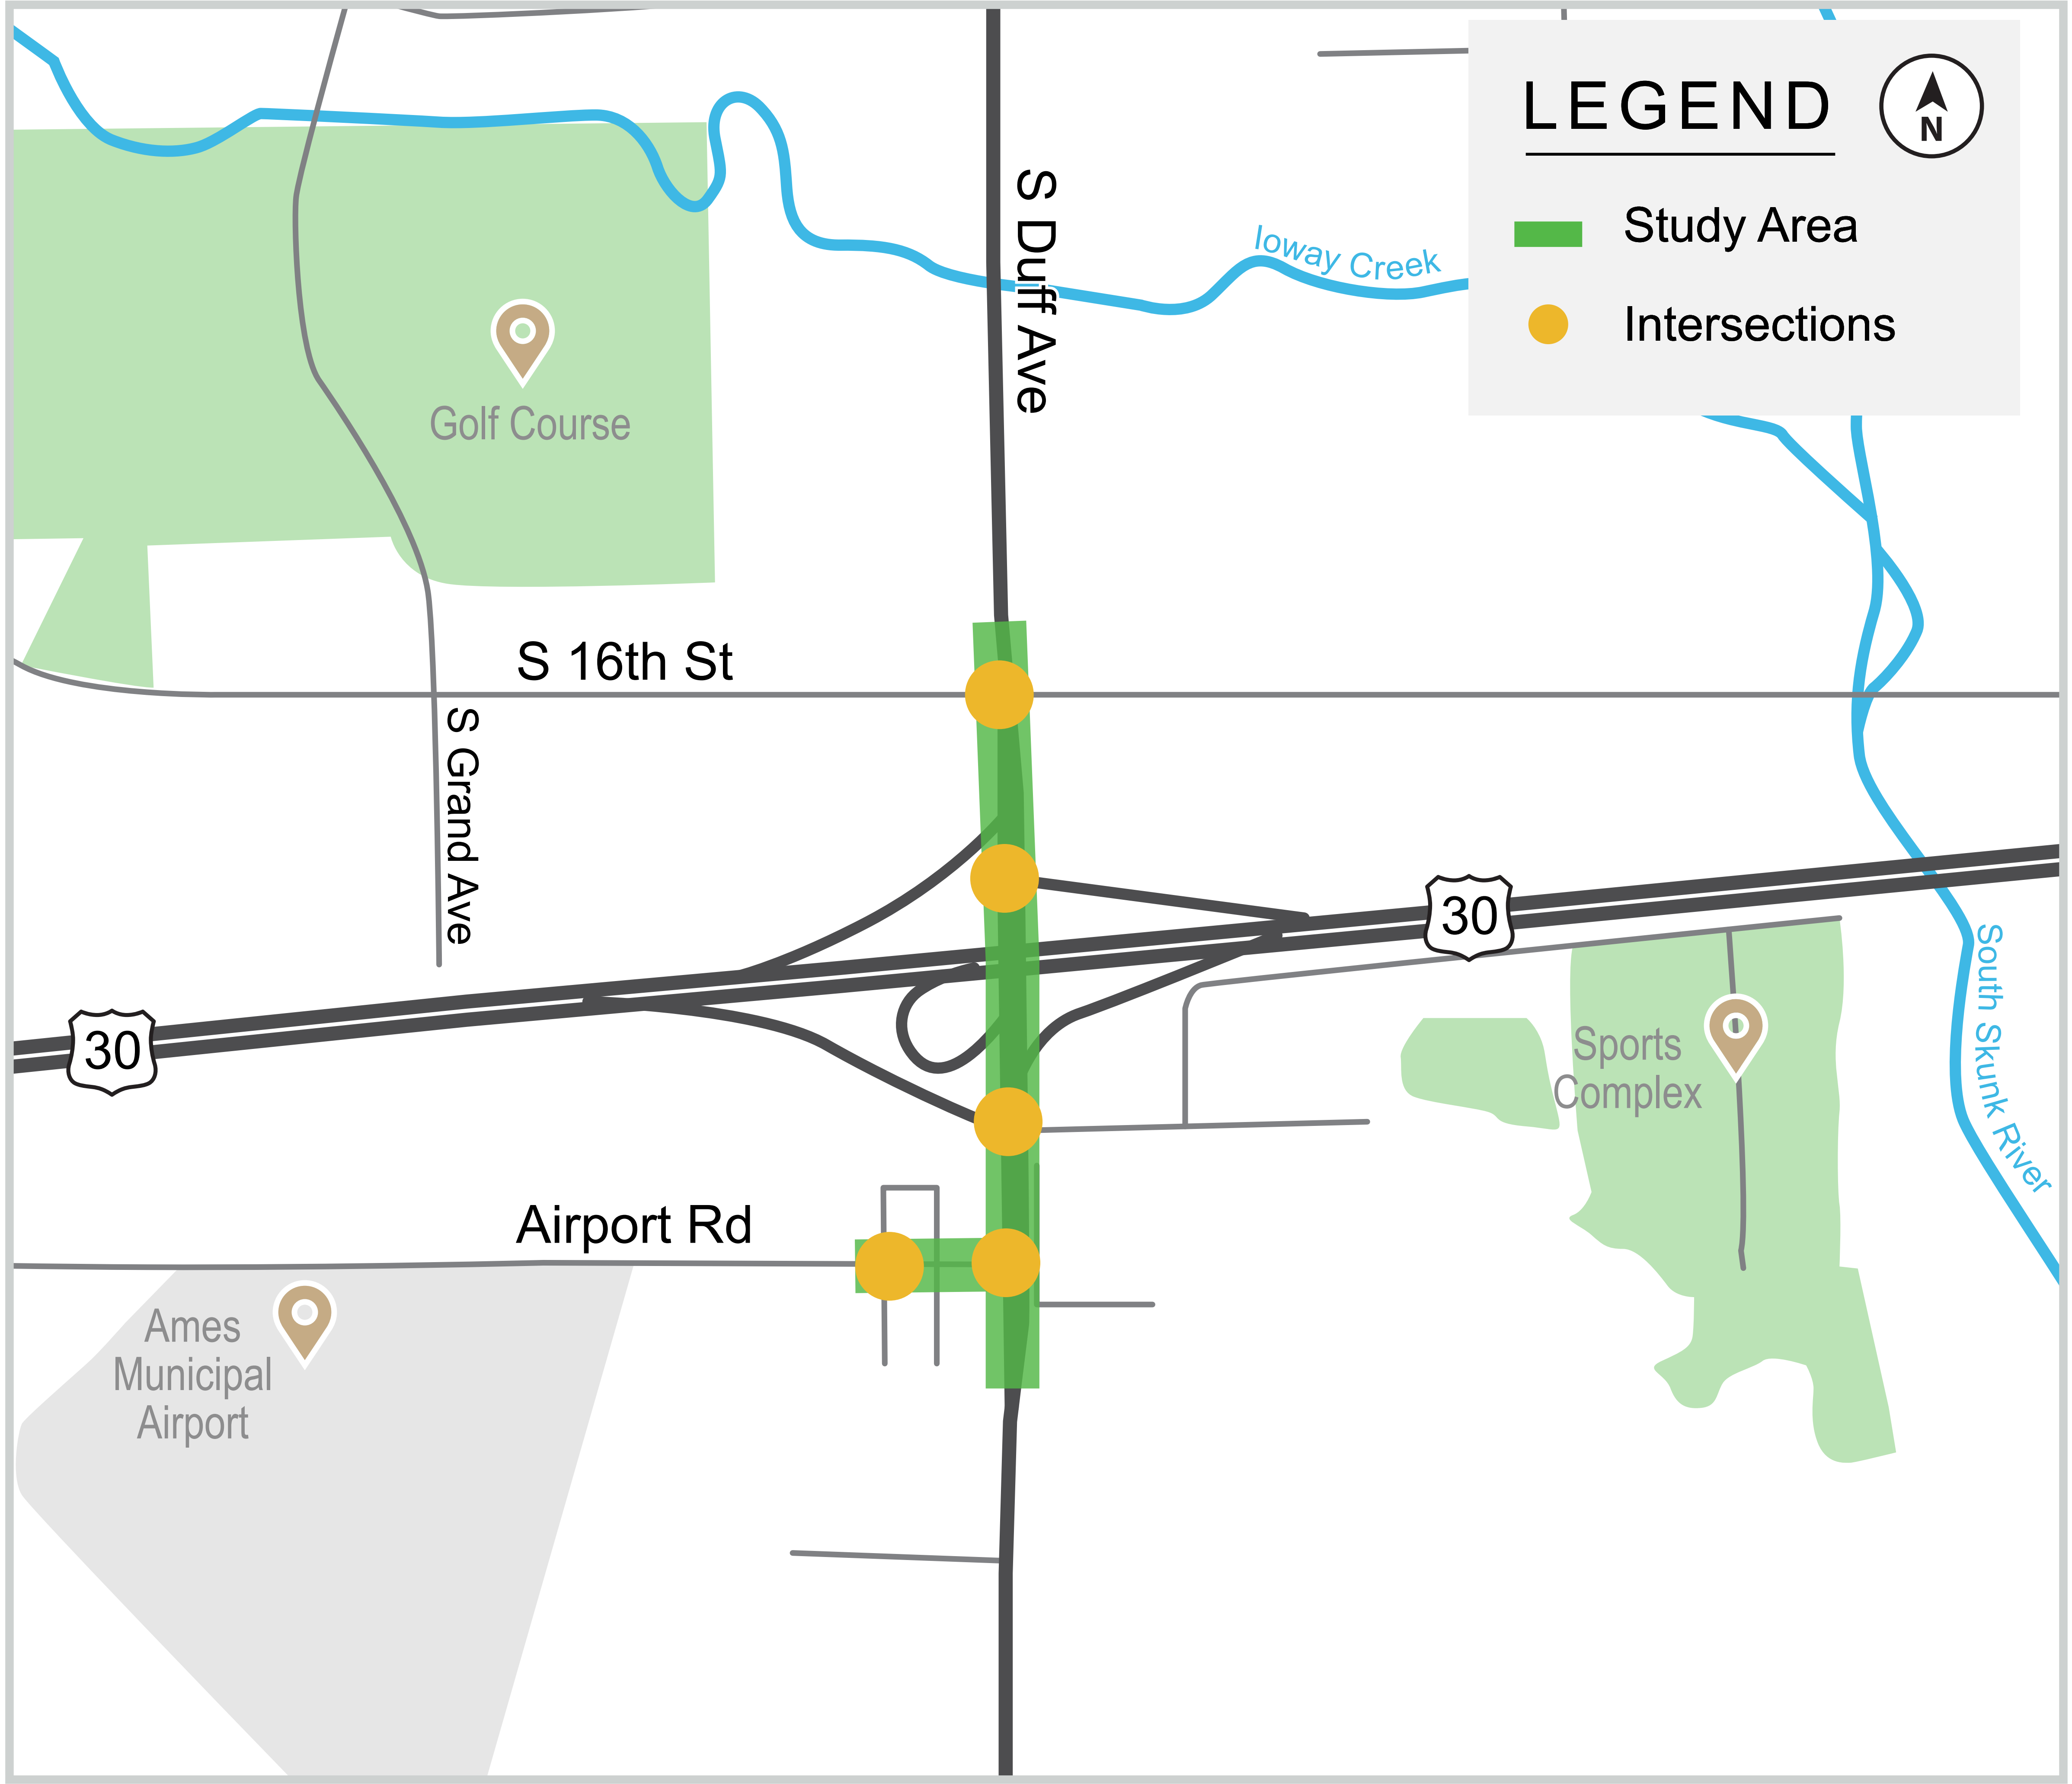 LEGEND
N
Study Area
Intersections
S Duff Ave
Ioway Creek
Golf Course
S 16th St
S Grand Ave
30
30
South Skunk River
Sports
Complex
Airport Rd
Ames
Municipal
Airport